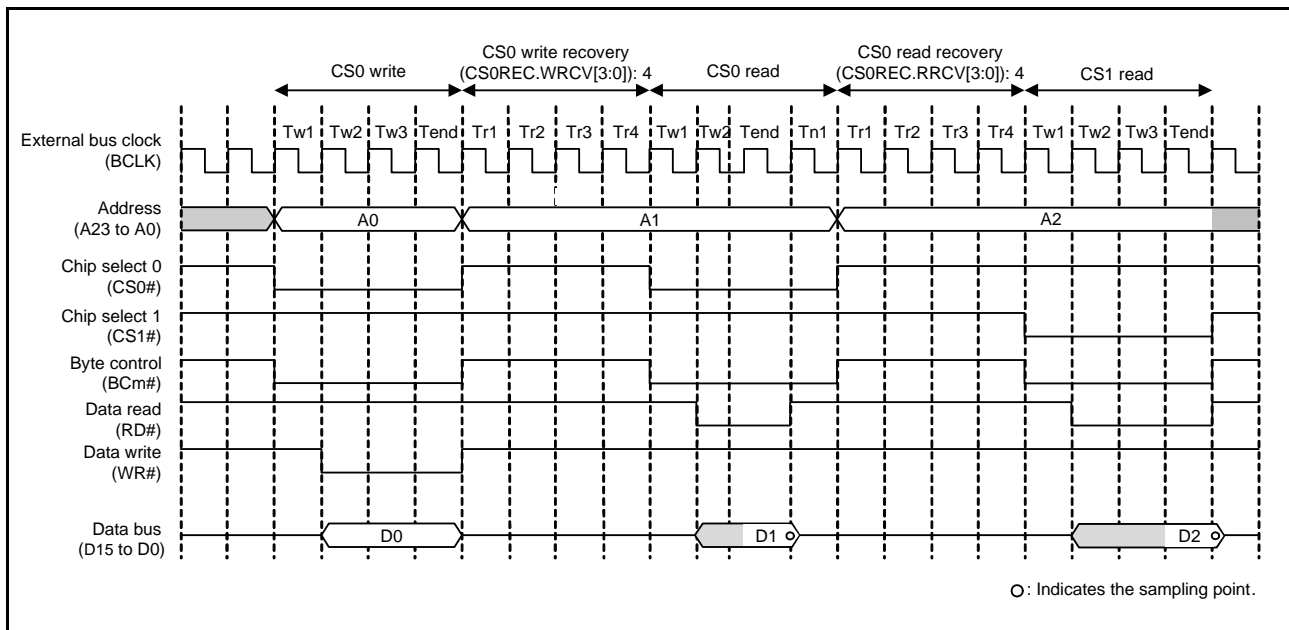 CS0 write
CS0 write recovery
(CS0REC.WRCV[3:0]): 4
CS0 read
CS0 read recovery
(CS0REC.RRCV[3:0]): 4
CS1 read
Tw1 Tw2 Tw3 Tend Tr1 Tr2 Tr3 Tr4 Tw1 Tw2 Tend Tn1 Tr1 Tr2 Tr3 Tr4 Tw1 Tw2 Tw3 Tend
External bus clock
(BCLK)
Address
(A23 to A0)
A0 A1 A2
Chip select 0
(CS0#)
Chip select 1
(CS1#)
Byte control
(BCm#)
Data read
(RD#)
Data write
(WR#)
Data bus
(D15 to D0)
D0 D1 D2
: Indicates the sampling point.